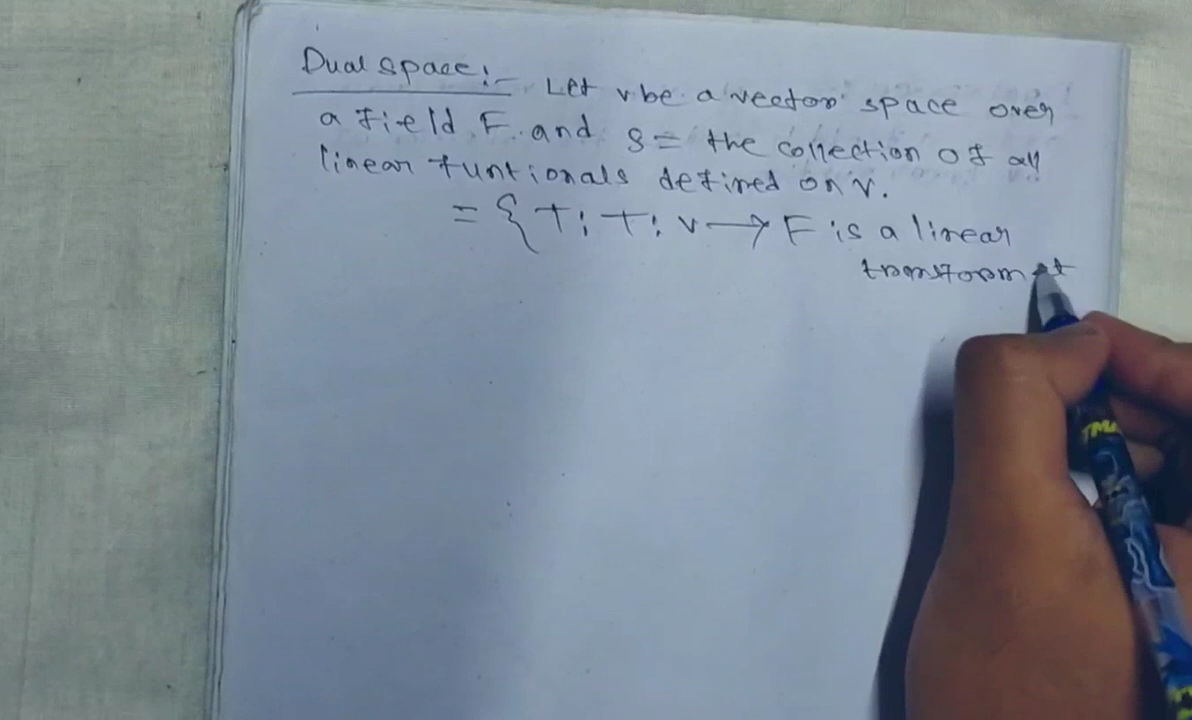 Dual space:- Let v be a vector space over
a field F and S = the collection of all
linear funtionals defined on v.
= { T : T : v → F is a linear
transformat